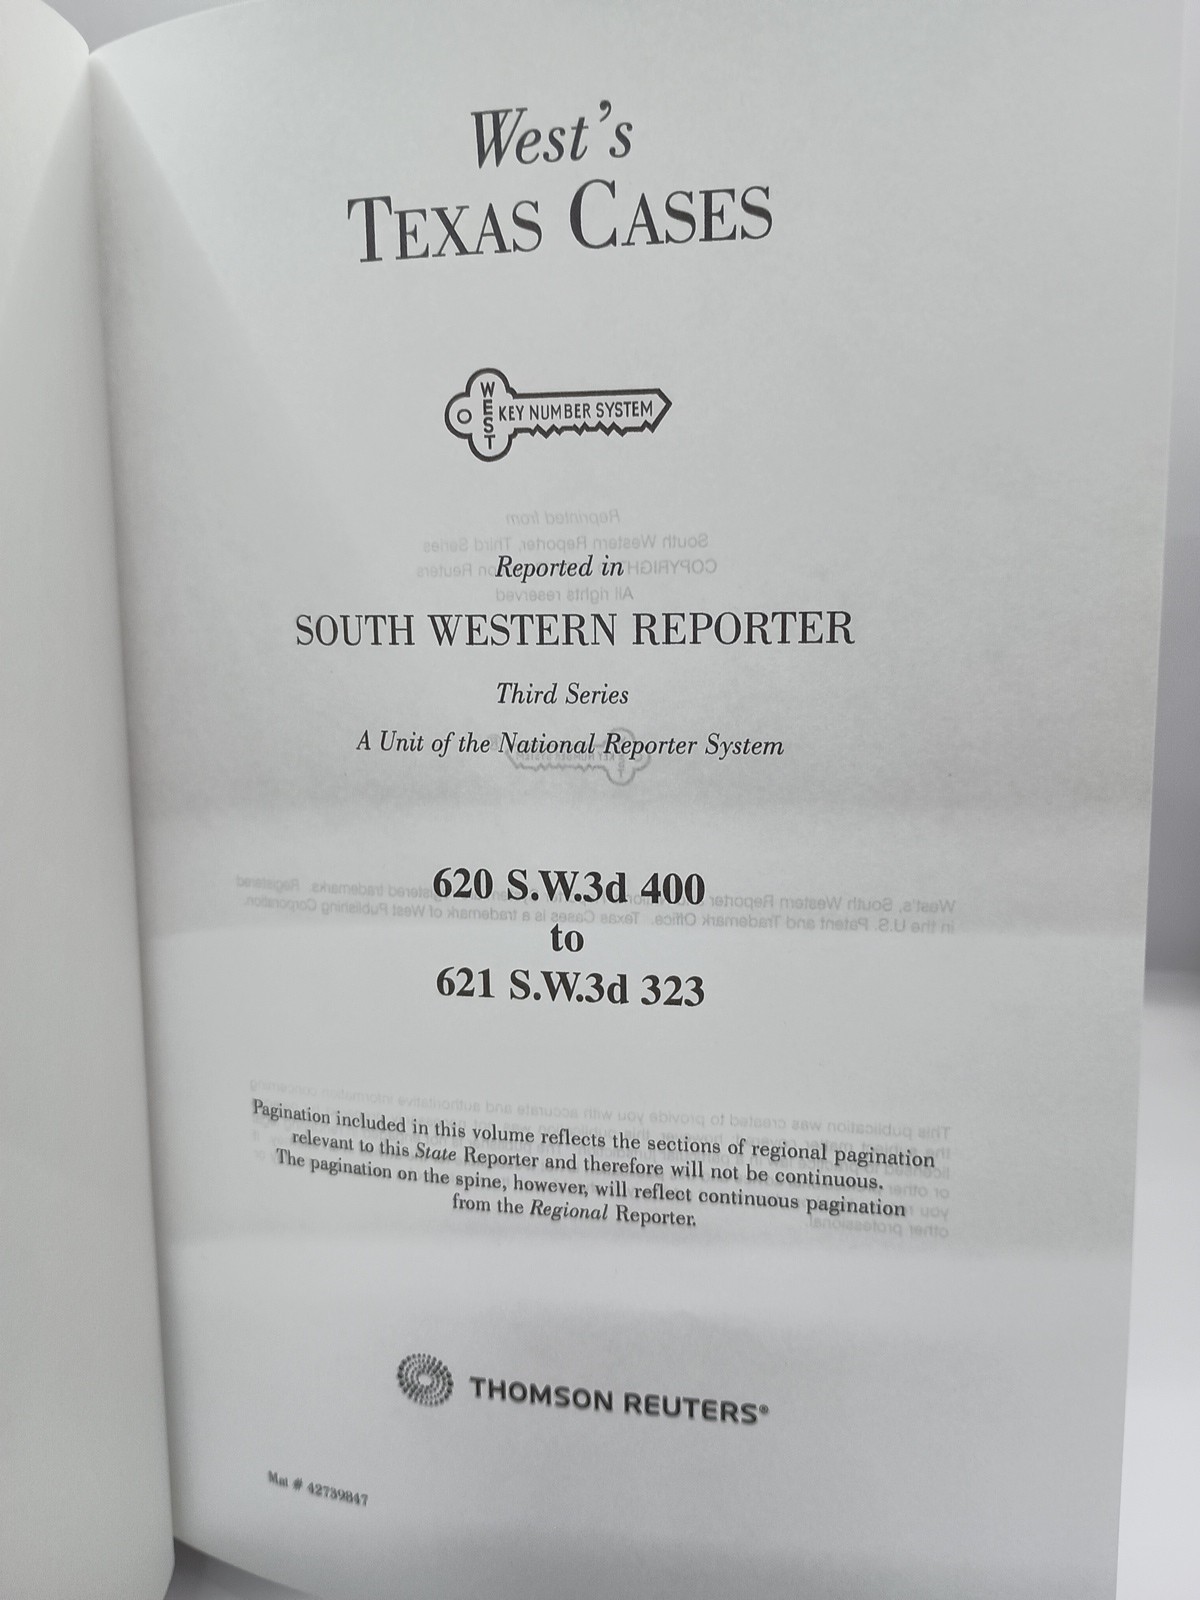 West's
TEXAS CASES
WEST
KEY NUMBER SYSTEM
Reported in
SOUTH WESTERN REPORTER
Third Series
A Unit of the National Reporter System
620 S.W.3d 400
to
621 S.W.3d 323
Pagination included in this volume reflects the sections of regional pagination
relevant to this State Reporter and therefore will not be continuous.
The pagination on the spine, however, will reflect continuous pagination
from the Regional Reporter.
THOMSON REUTERS®
Mat # 42739847